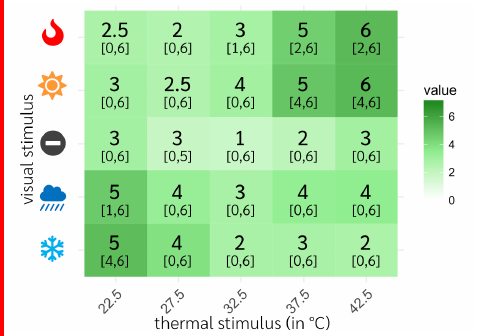 2.5 2 3 5 6
[0,6] [0,6] [1,6] [2,6] [2,6]
3 2.5 4 5 6
[0,6] [0,6] [0,6] [4,6] [4,6]
3 3 1 2 3
[0,6] [0,5] [0,6] [0,6] [0,6]
5 4 3 4 4
[1,6] [0,6] [0,6] [0,6] [0,6]
5 4 2 3 2
[4,6] [0,6] [0,6] [0,6] [0,6]
22.5 27.5 32.5 37.5 42.5
thermal stimulus (in °C)
visual stimulus
value
6
4
2
0